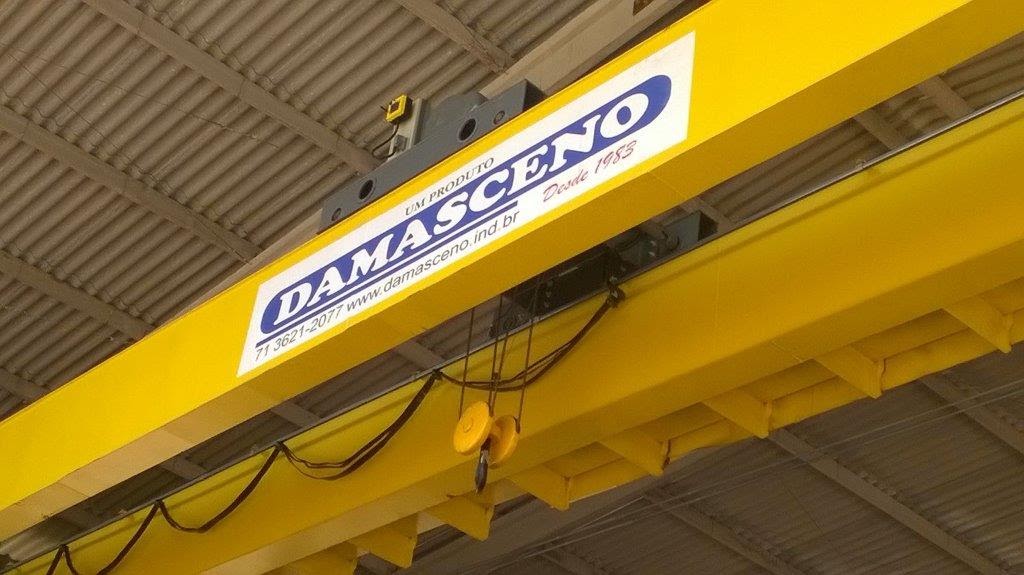 UM PRODUTO
DAMASCENO
Desde 1983
71 3621-2077 www.damasceno.ind.br